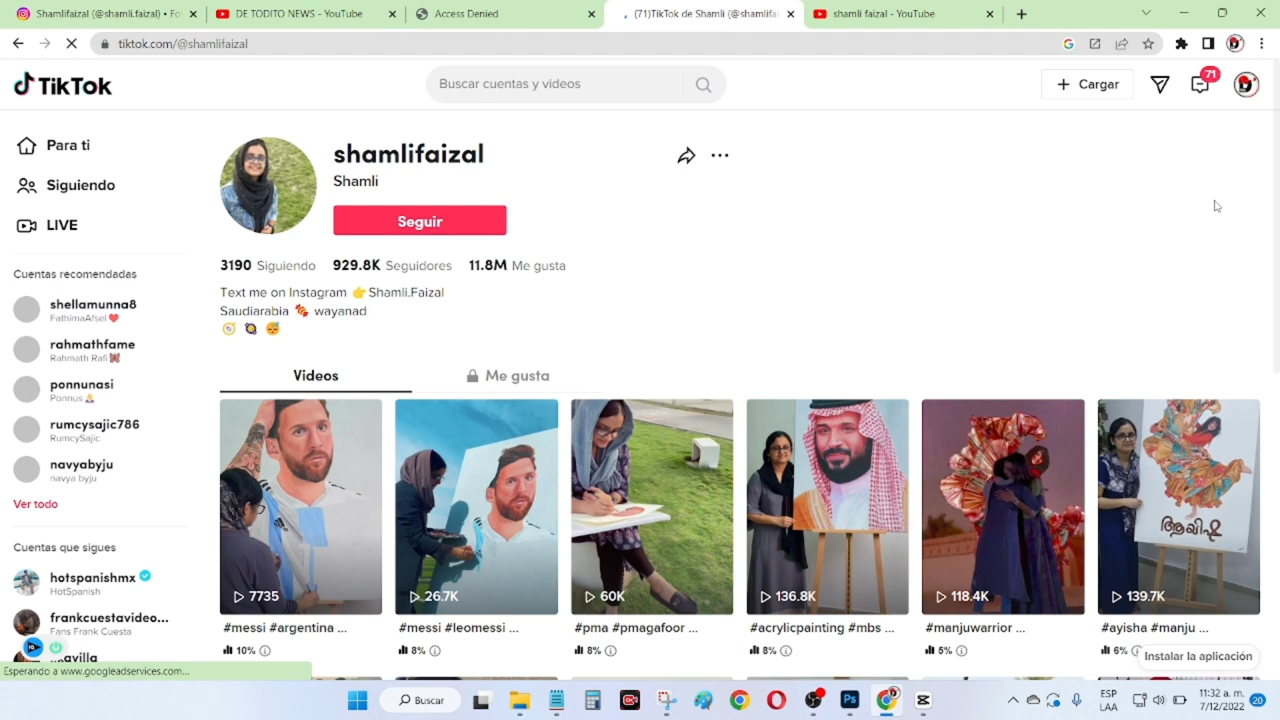 Instagram (@shamli.faizal) • Fo
DE TODITO NEWS - YouTube
Access Denied
(71)TikTok de Shamli (@shamlifai
shamli faizal - YouTube
tiktok.com/@shamlifaizal
TikTok
Buscar cuentas y videos
Cargar
71
Para ti
Siguiendo
LIVE
Cuentas recomendadas
shellamunna8
FathimaAfsel
rahmathfame
Rahmath Rafi
ponnunasi
Ponnus
rumcysajic786
RumcySajic
navyabyju
navya byju
Ver todo
Cuentas que sigues
hotspanishmx
HotSpanish
frankcuestavideo...
Fans Frank Cuesta
shamlifaizal
Shamli
Seguir
3190 Siguiendo 929.8K Seguidores 11.8M Me gusta
Text me on Instagram 👉Shamli.Faizal
Saudiarabia 🍬 wayanad
Videos
Me gusta
7735
26.7K
60K
136.8K
118.4K
ആയിഷ
139.7K
#messi #argentina ...
#messi #leomessi ...
#pma #pmagafoor ...
#acrylicpainting #mbs ...
#manjuwarrior ...
#ayisha #manju ...
10%
8%
8%
8%
5%
6%
Instalar la aplicación
Esperando a www.googleadservices.com...
Buscar
ESP
LAA
11:32 a. m.
7/12/2022
20